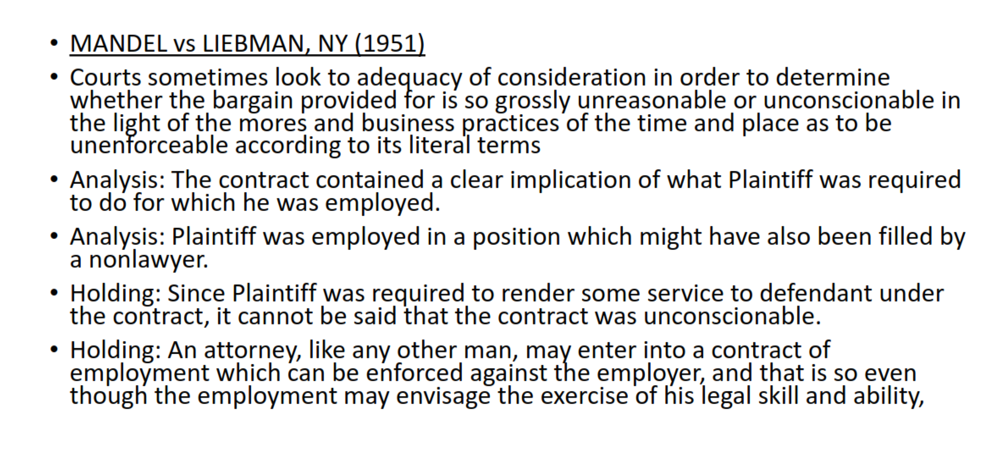 • MANDEL vs LIEBMAN, NY (1951)
• Courts sometimes look to adequacy of consideration in order to determine
whether the bargain provided for is so grossly unreasonable or unconscionable in
the light of the mores and business practices of the time and place as to be
unenforceable according to its literal terms
• Analysis: The contract contained a clear implication of what Plaintiff was required
to do for which he was employed.
• Analysis: Plaintiff was employed in a position which might have also been filled by
a nonlawyer.
• Holding: Since Plaintiff was required to render some service to defendant under
the contract, it cannot be said that the contract was unconscionable.
• Holding: An attorney, like any other man, may enter into a contract of
employment which can be enforced against the employer, and that is so even
though the employment may envisage the exercise of his legal skill and ability,